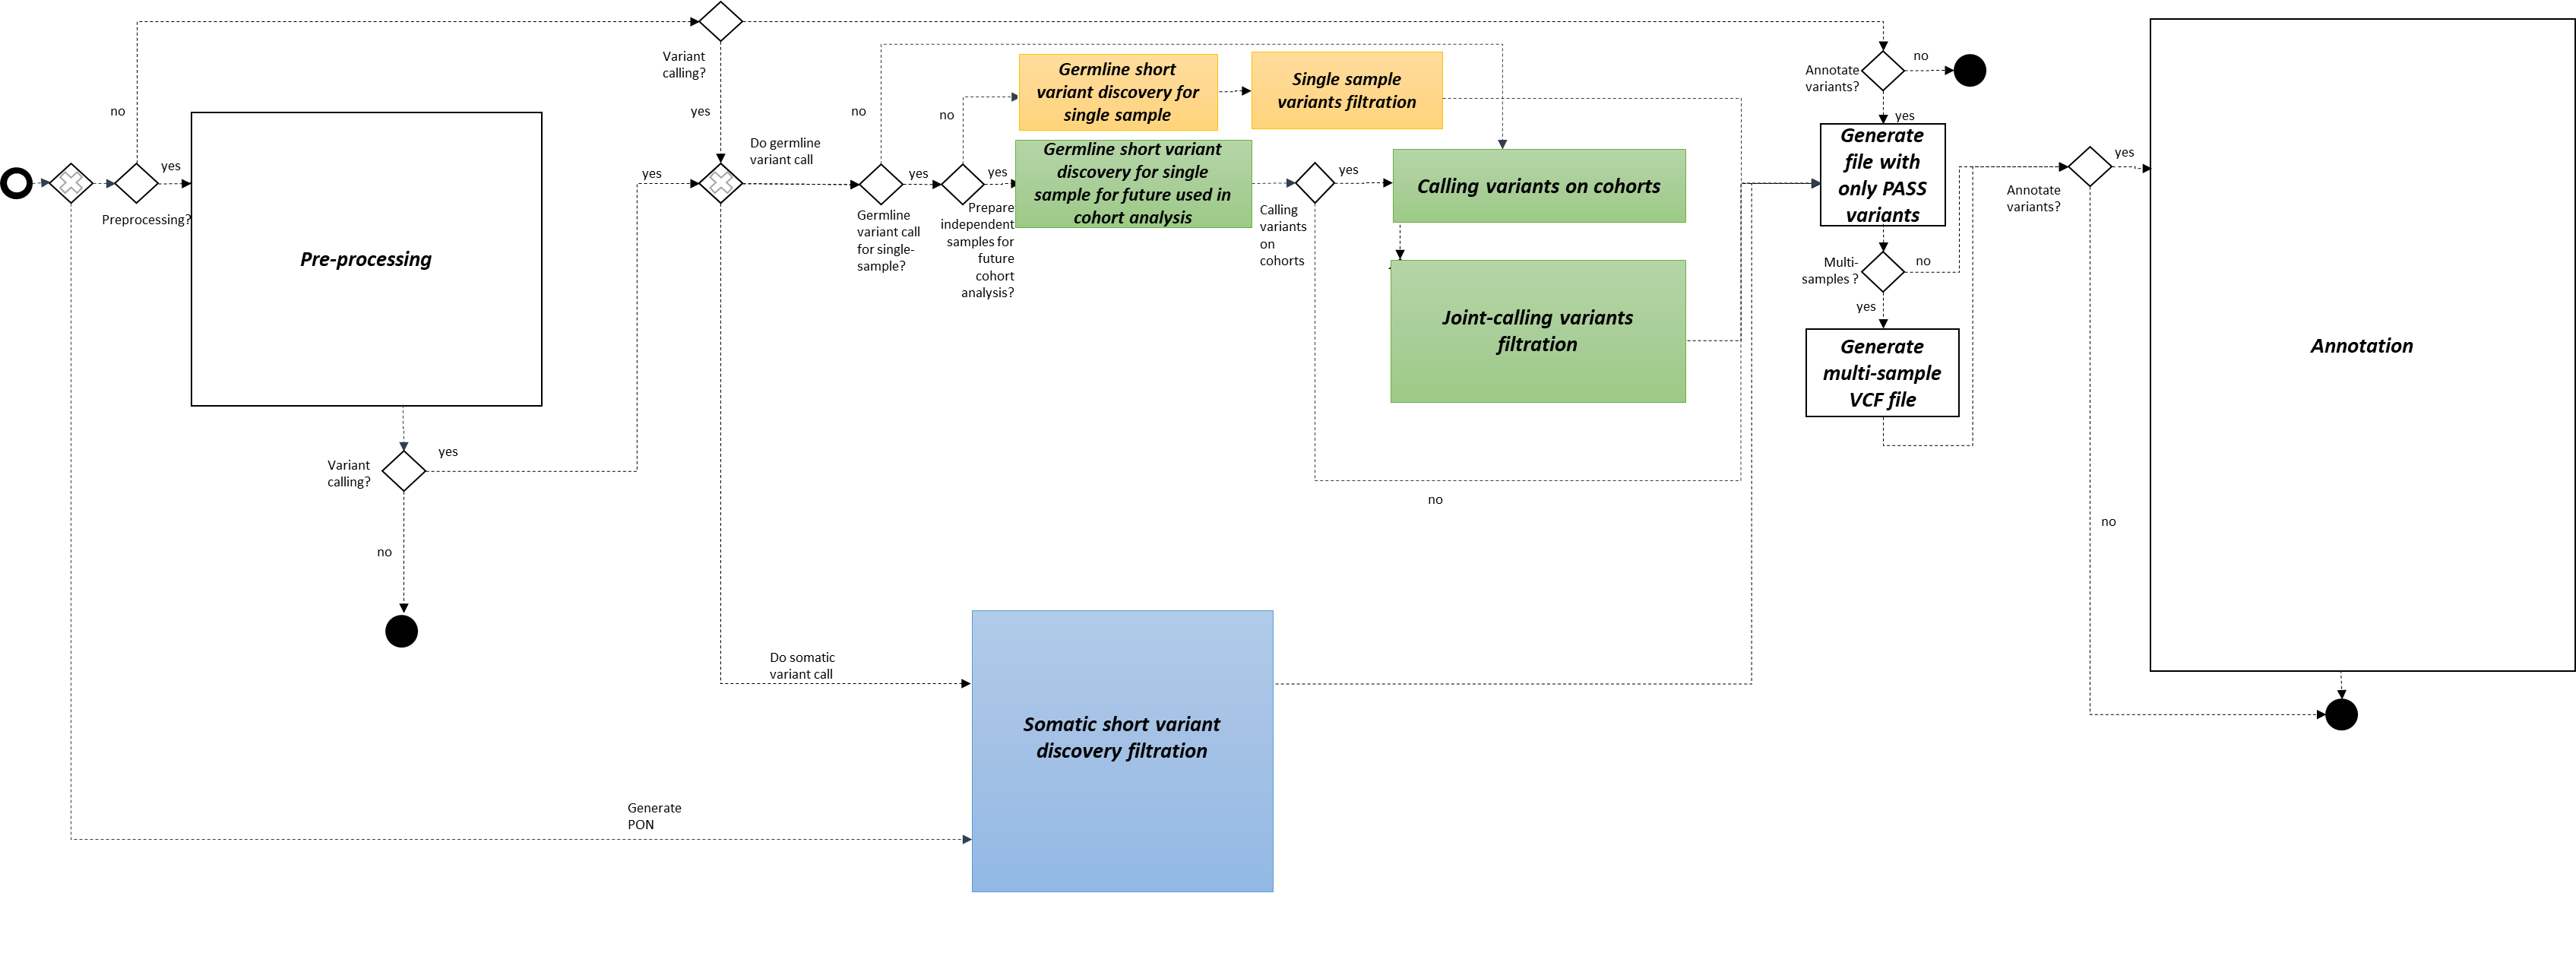 no
Preprocessing?
yes
Pre-processing
Variant
calling?
yes
no
Variant
calling?
yes
yes
Do germline
variant call
no
Germline
variant call
for single-
sample?
yes
no
yes
Prepare
independent
samples for
future
cohort
analysis?
Germline short
variant discovery for
single sample
Single sample
variants filtration
Germline short variant
discovery for single
sample for future used in
cohort analysis
Calling
variants
on
cohorts
yes
no
Calling variants on cohorts
Joint-calling variants
filtration
Do somatic
variant call
Generate
PON
Somatic short variant
discovery filtration
Annotate
variants?
no
yes
Generate
file with
only PASS
variants
Multi-
samples ?
no
yes
Generate
multi-sample
VCF file
Annotate
variants?
yes
no
Annotation